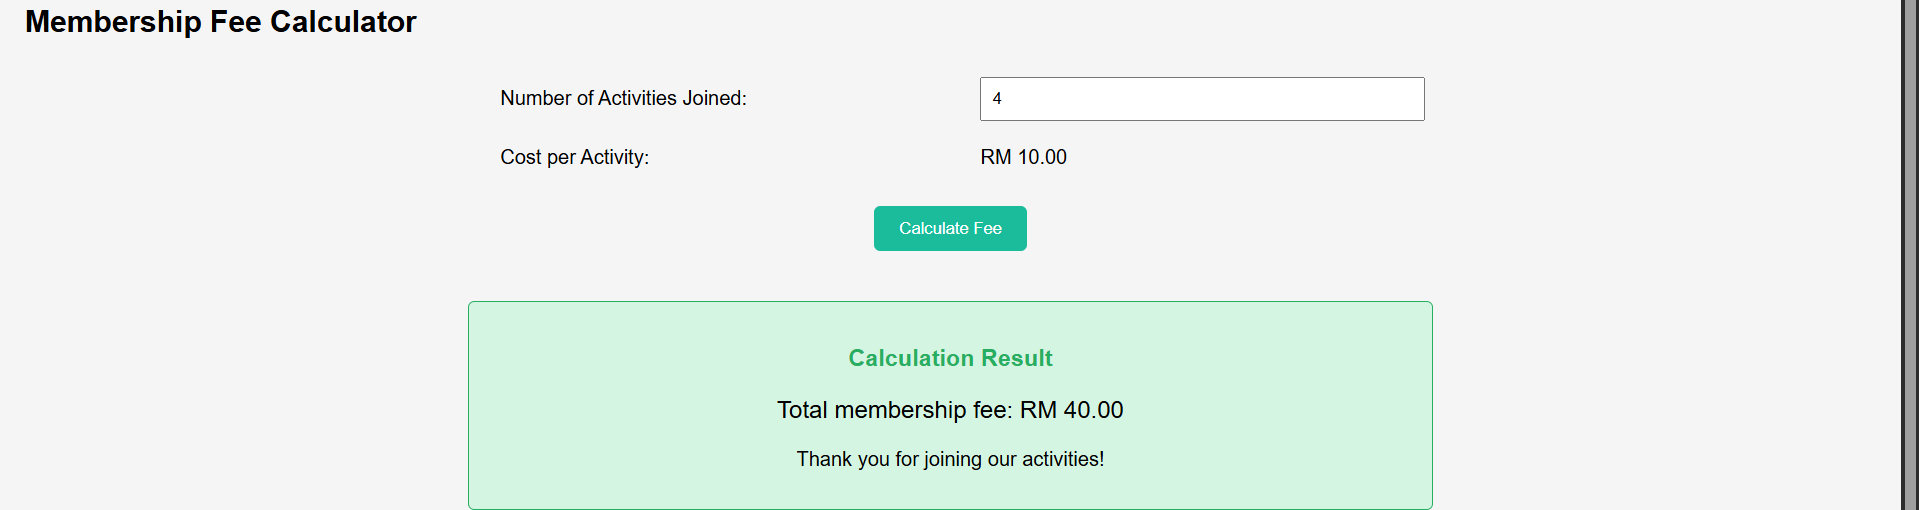 Membership Fee Calculator
Number of Activities Joined: 4
Cost per Activity: RM 10.00
Calculate Fee
Calculation Result
Total membership fee: RM 40.00
Thank you for joining our activities!